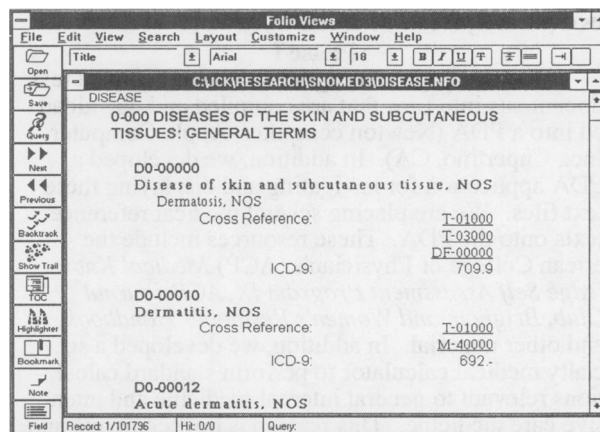 Folio Views
File Edit View Search Layout Customize Window Help
Title Arial 18 B I U T
Open
Save
Query
Next
Previous
Backtrack
Show Trail
TOC
Highlighter
Bookmark
Note
Field
C:\JCK\RESEARCH\SNOMED3\DISEASE.NFO
DISEASE
0-000 DISEASES OF THE SKIN AND SUBCUTANEOUS
TISSUES: GENERAL TERMS
D0-00000
Disease of skin and subcutaneous tissue, NOS
Dermatosis, NOS
Cross Reference: T-01000
T-03000
DF-00000
ICD-9: 709.9
D0-00010
Dermatitis, NOS
Cross Reference: T-01000
M-40000
ICD-9: 692.
D0-00012
Acute dermatitis, NOS
Record: 1/101796 Hit: 0/0 Query: